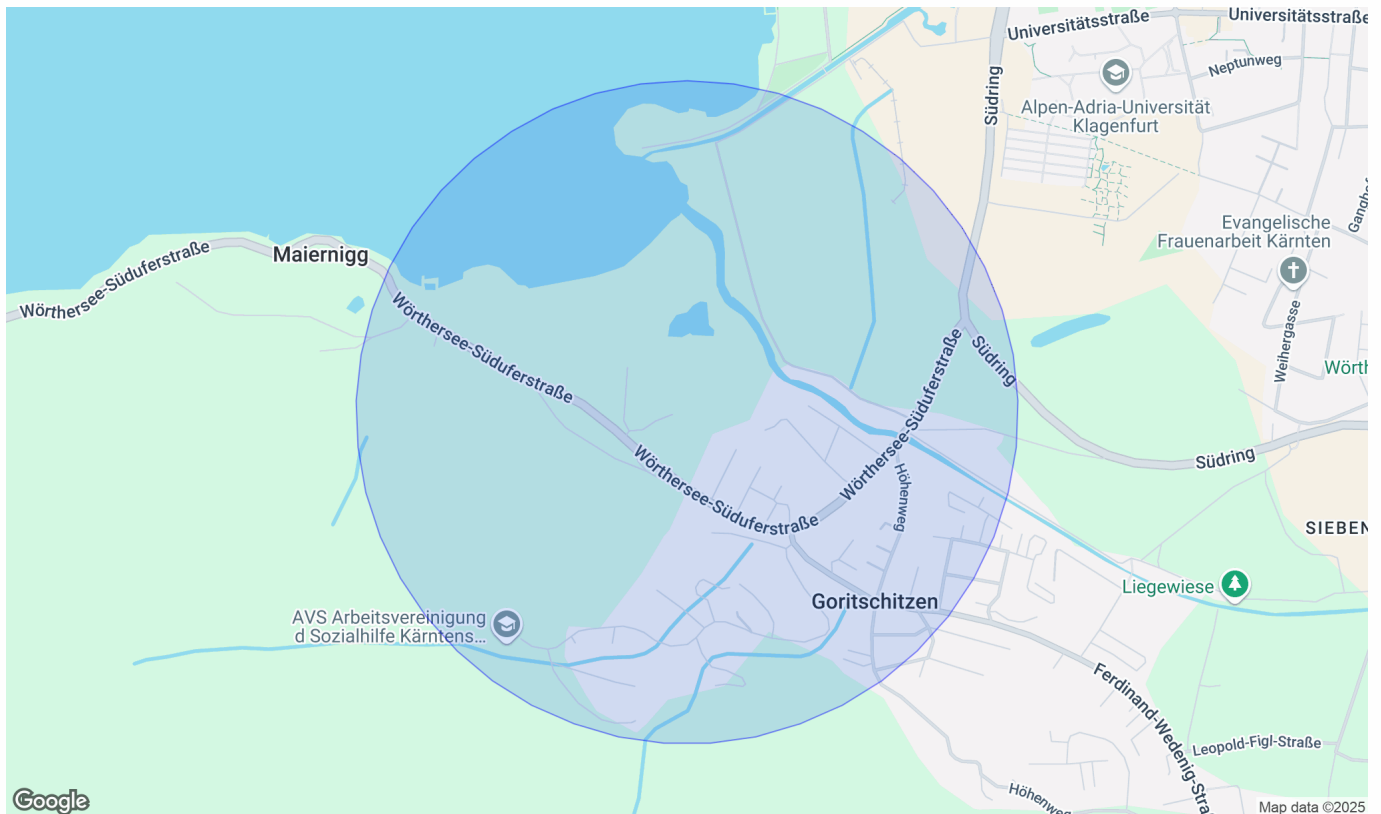 Universitätsstraße
Universitätsstraße
Neptunweg
Südring
Alpen-Adria-Universität
Klagenfurt
Evangelische
Frauenarbeit Kärnten
Maiernigg
Wörthersee-Süduferstraße
Wörthersee-Süduferstraße
Weihergasse
Südring
Wörthersee-Süduferstraße
Wörth
Südring
Wörthersee-Süduferstraße
Höhenweg
SIEBEN
Liegewiese
Goritschitzen
AVS Arbeitsvereinigung
d Sozialhilfe Kärntens...
Ferdinand-Wedenig-Stra
Leopold-Figl-Straße
Höhenweg
Google
Map data ©2025